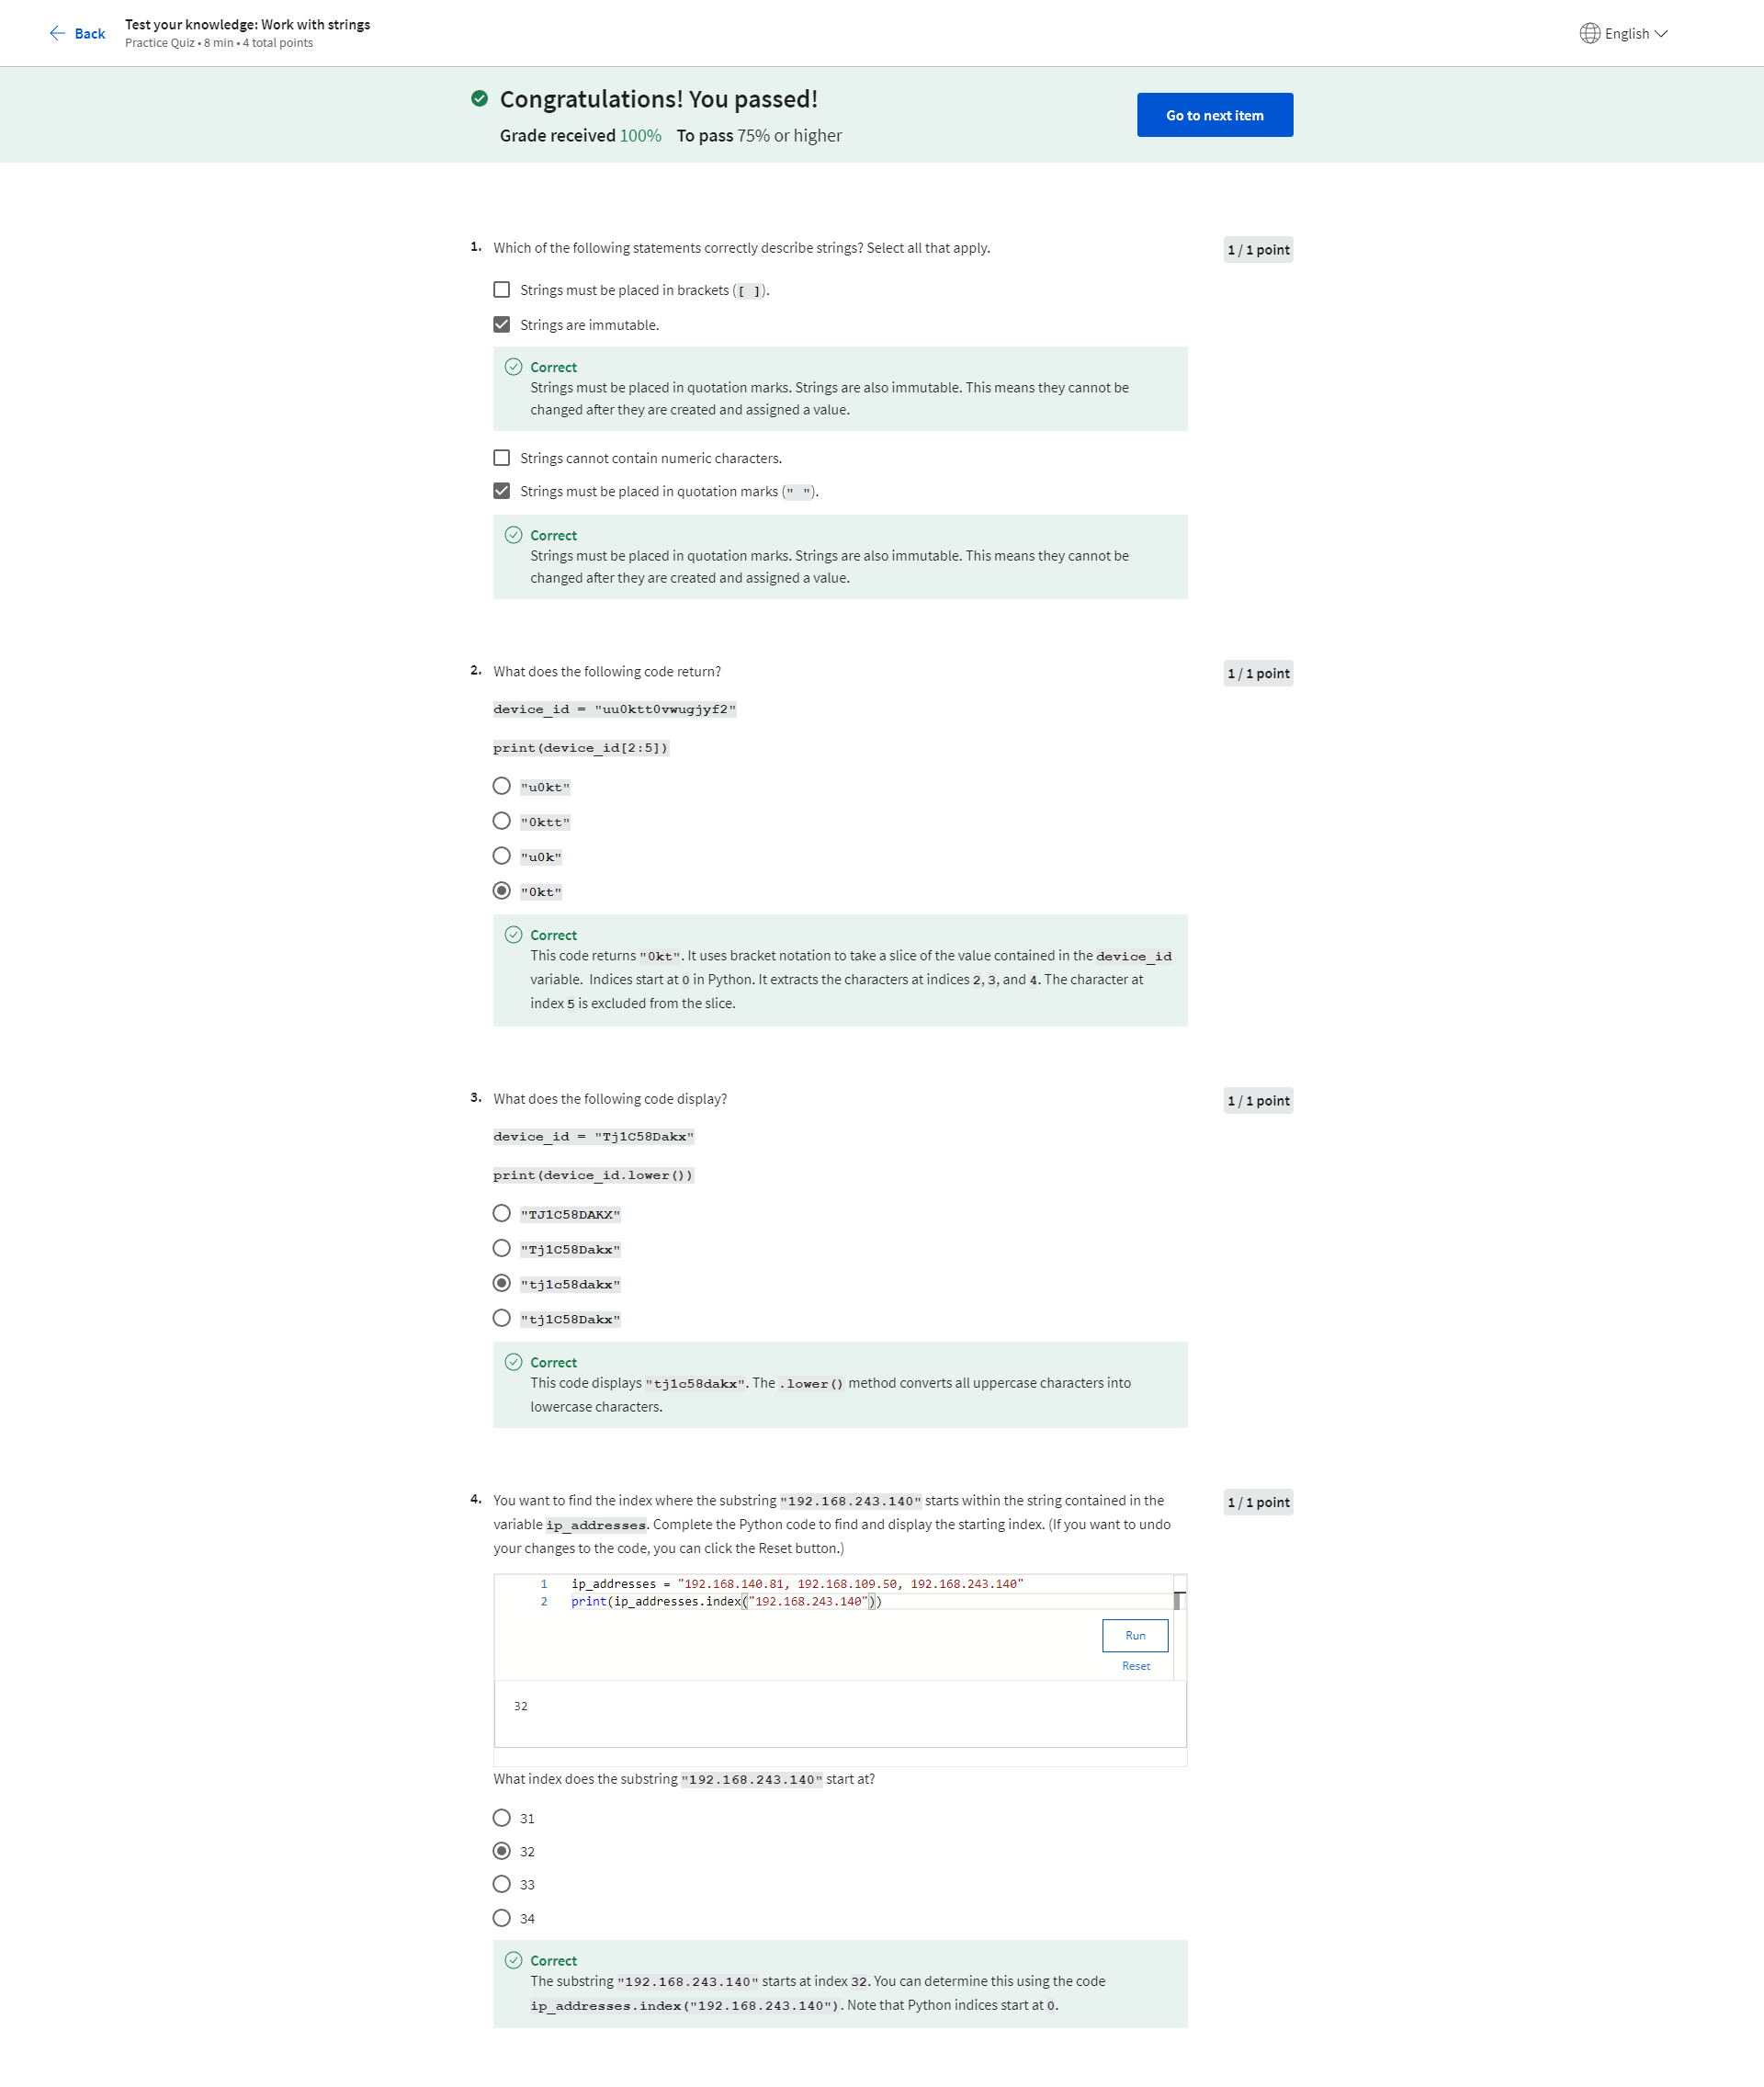 Back
Test your knowledge: Work with strings
Practice Quiz • 8 min • 4 total points
English
Congratulations! You passed!
Grade received 100% To pass 75% or higher
Go to next item
1. Which of the following statements correctly describe strings? Select all that apply.
1 / 1 point
Strings must be placed in brackets ([ ]).
Strings are immutable.
Correct
Strings must be placed in quotation marks. Strings are also immutable. This means they cannot be
changed after they are created and assigned a value.
Strings cannot contain numeric characters.
Strings must be placed in quotation marks (" ").
Correct
Strings must be placed in quotation marks. Strings are also immutable. This means they cannot be
changed after they are created and assigned a value.
2. What does the following code return?
1 / 1 point
device_id = "uu0ktt0vwugjyf2"
print(device_id[2:5])
"u0kt"
"0ktt"
"u0k"
"0kt"
Correct
This code returns "0kt". It uses bracket notation to take a slice of the value contained in the device_id
variable. Indices start at 0 in Python. It extracts the characters at indices 2, 3, and 4. The character at
index 5 is excluded from the slice.
3. What does the following code display?
1 / 1 point
device_id = "Tj1C58Dakx"
print(device_id.lower())
"TJ1C58DAKX"
"Tj1C58Dakx"
"tj1c58dakx"
"tj1C58Dakx"
Correct
This code displays "tj1c58dakx". The .lower() method converts all uppercase characters into
lowercase characters.
4. You want to find the index where the substring "192.168.243.140" starts within the string contained in the
1 / 1 point
variable ip_addresses. Complete the Python code to find and display the starting index. (If you want to undo
your changes to the code, you can click the Reset button.)
1 ip_addresses = "192.168.140.81, 192.168.109.50, 192.168.243.140"
2 print(ip_addresses.index("192.168.243.140"))
Run
Reset
32
What index does the substring "192.168.243.140" start at?
31
32
33
34
Correct
The substring "192.168.243.140" starts at index 32. You can determine this using the code
ip_addresses.index("192.168.243.140"). Note that Python indices start at 0.